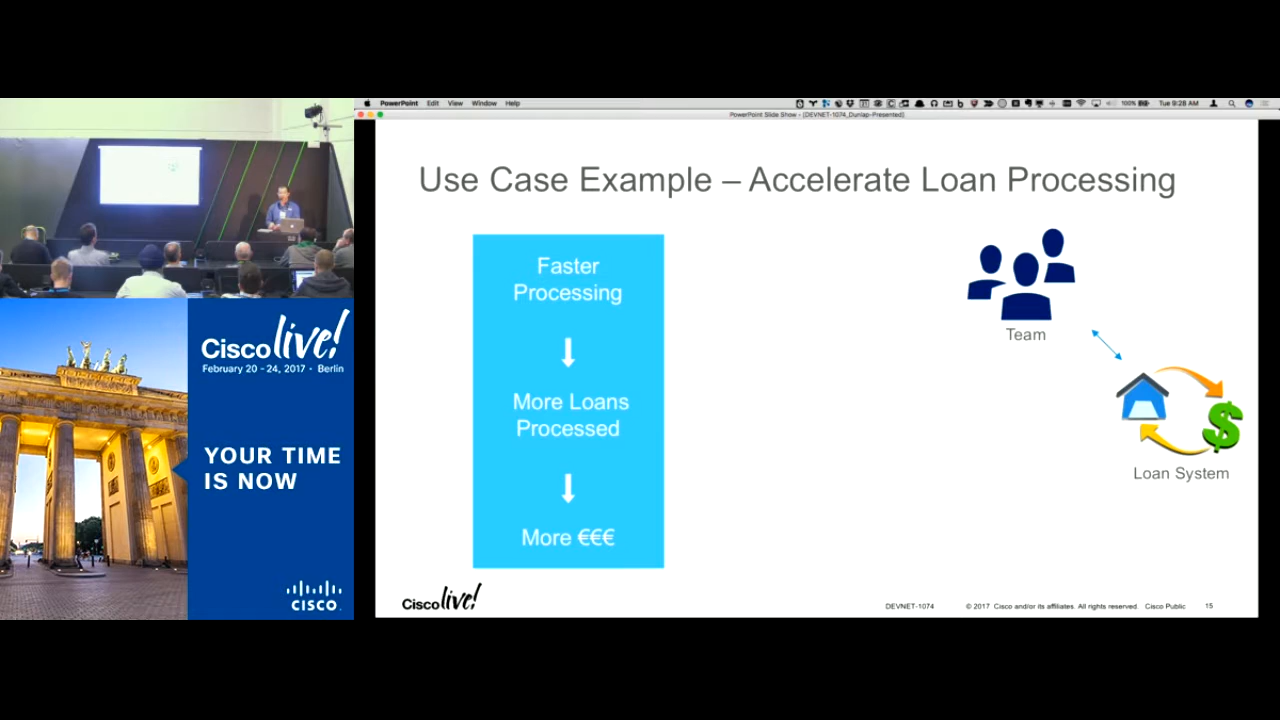 PowerPoint Edit View Window Help
100% Tue 9:28 AM
PowerPoint Slide Show - [DEVNET-1074_Dunlap-Presented]
Use Case Example – Accelerate Loan Processing
Faster
Processing
More Loans
Processed
More €€€
Team
Loan System
Cisco live!
DEVNET-1074 © 2017 Cisco and/or its affiliates. All rights reserved. Cisco Public 15
Cisco live!
February 20 - 24, 2017 · Berlin
YOUR TIME
IS NOW
CISCO